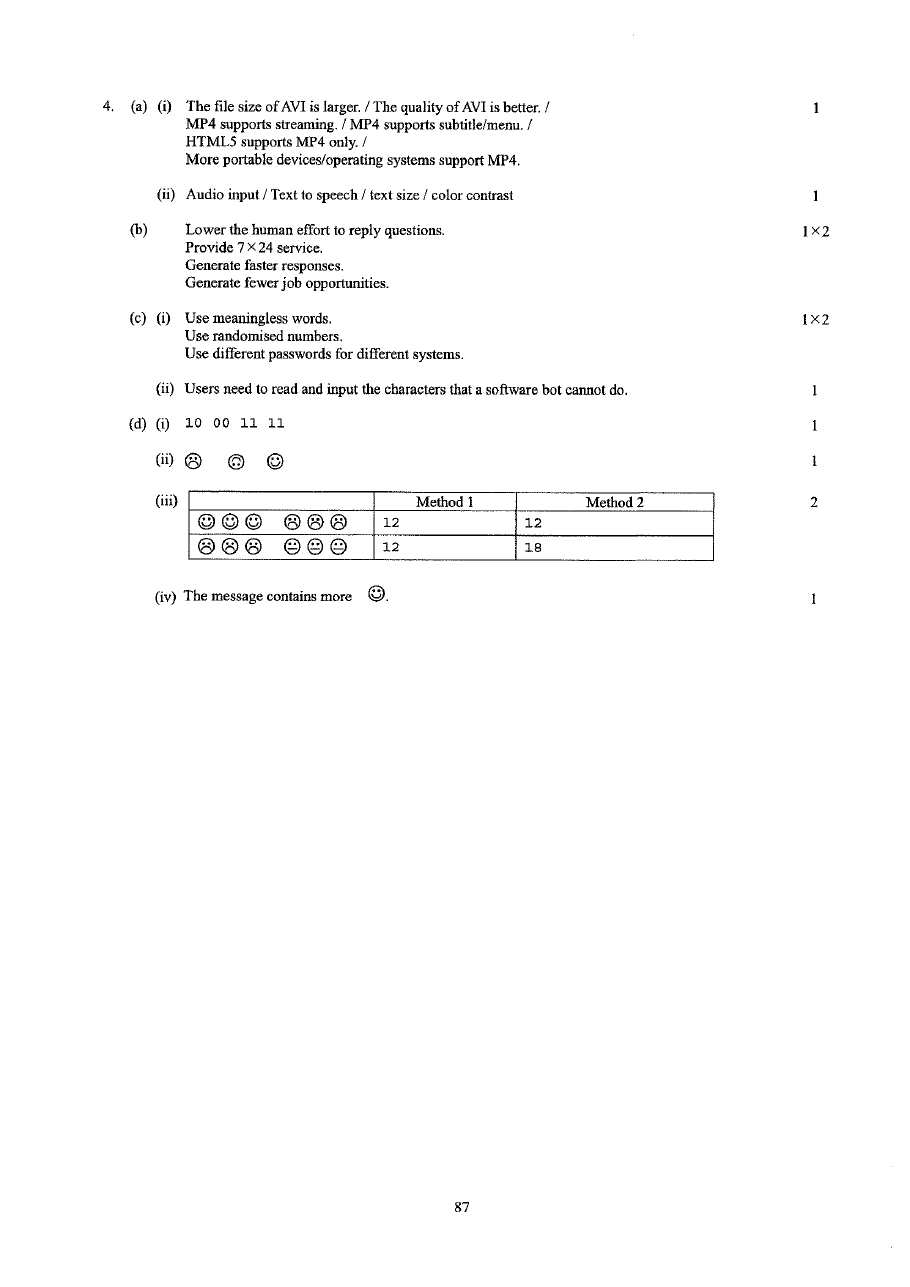 4. (a) (i) The file size of AVI is larger. / The quality of AVI is better. / 1
MP4 supports streaming. / MP4 supports subtitle/menu. /
HTML5 supports MP4 only. /
More portable devices/operating systems support MP4.
(ii) Audio input / Text to speech / text size / color contrast 1
(b) Lower the human effort to reply questions. 1×2
Provide 7×24 service.
Generate faster responses.
Generate fewer job opportunities.
(c) (i) Use meaningless words. 1×2
Use randomised numbers.
Use different passwords for different systems.
(ii) Users need to read and input the characters that a software bot cannot do. 1
(d) (i) 10 00 11 11 1
(ii) ☹ 🙃 ☺ 1
(iii) Method 1 Method 2 2
☺☺☺ ☹☹☹ 12 12
☹☹☹ 😐😐😐 12 18
(iv) The message contains more ☺. 1
87